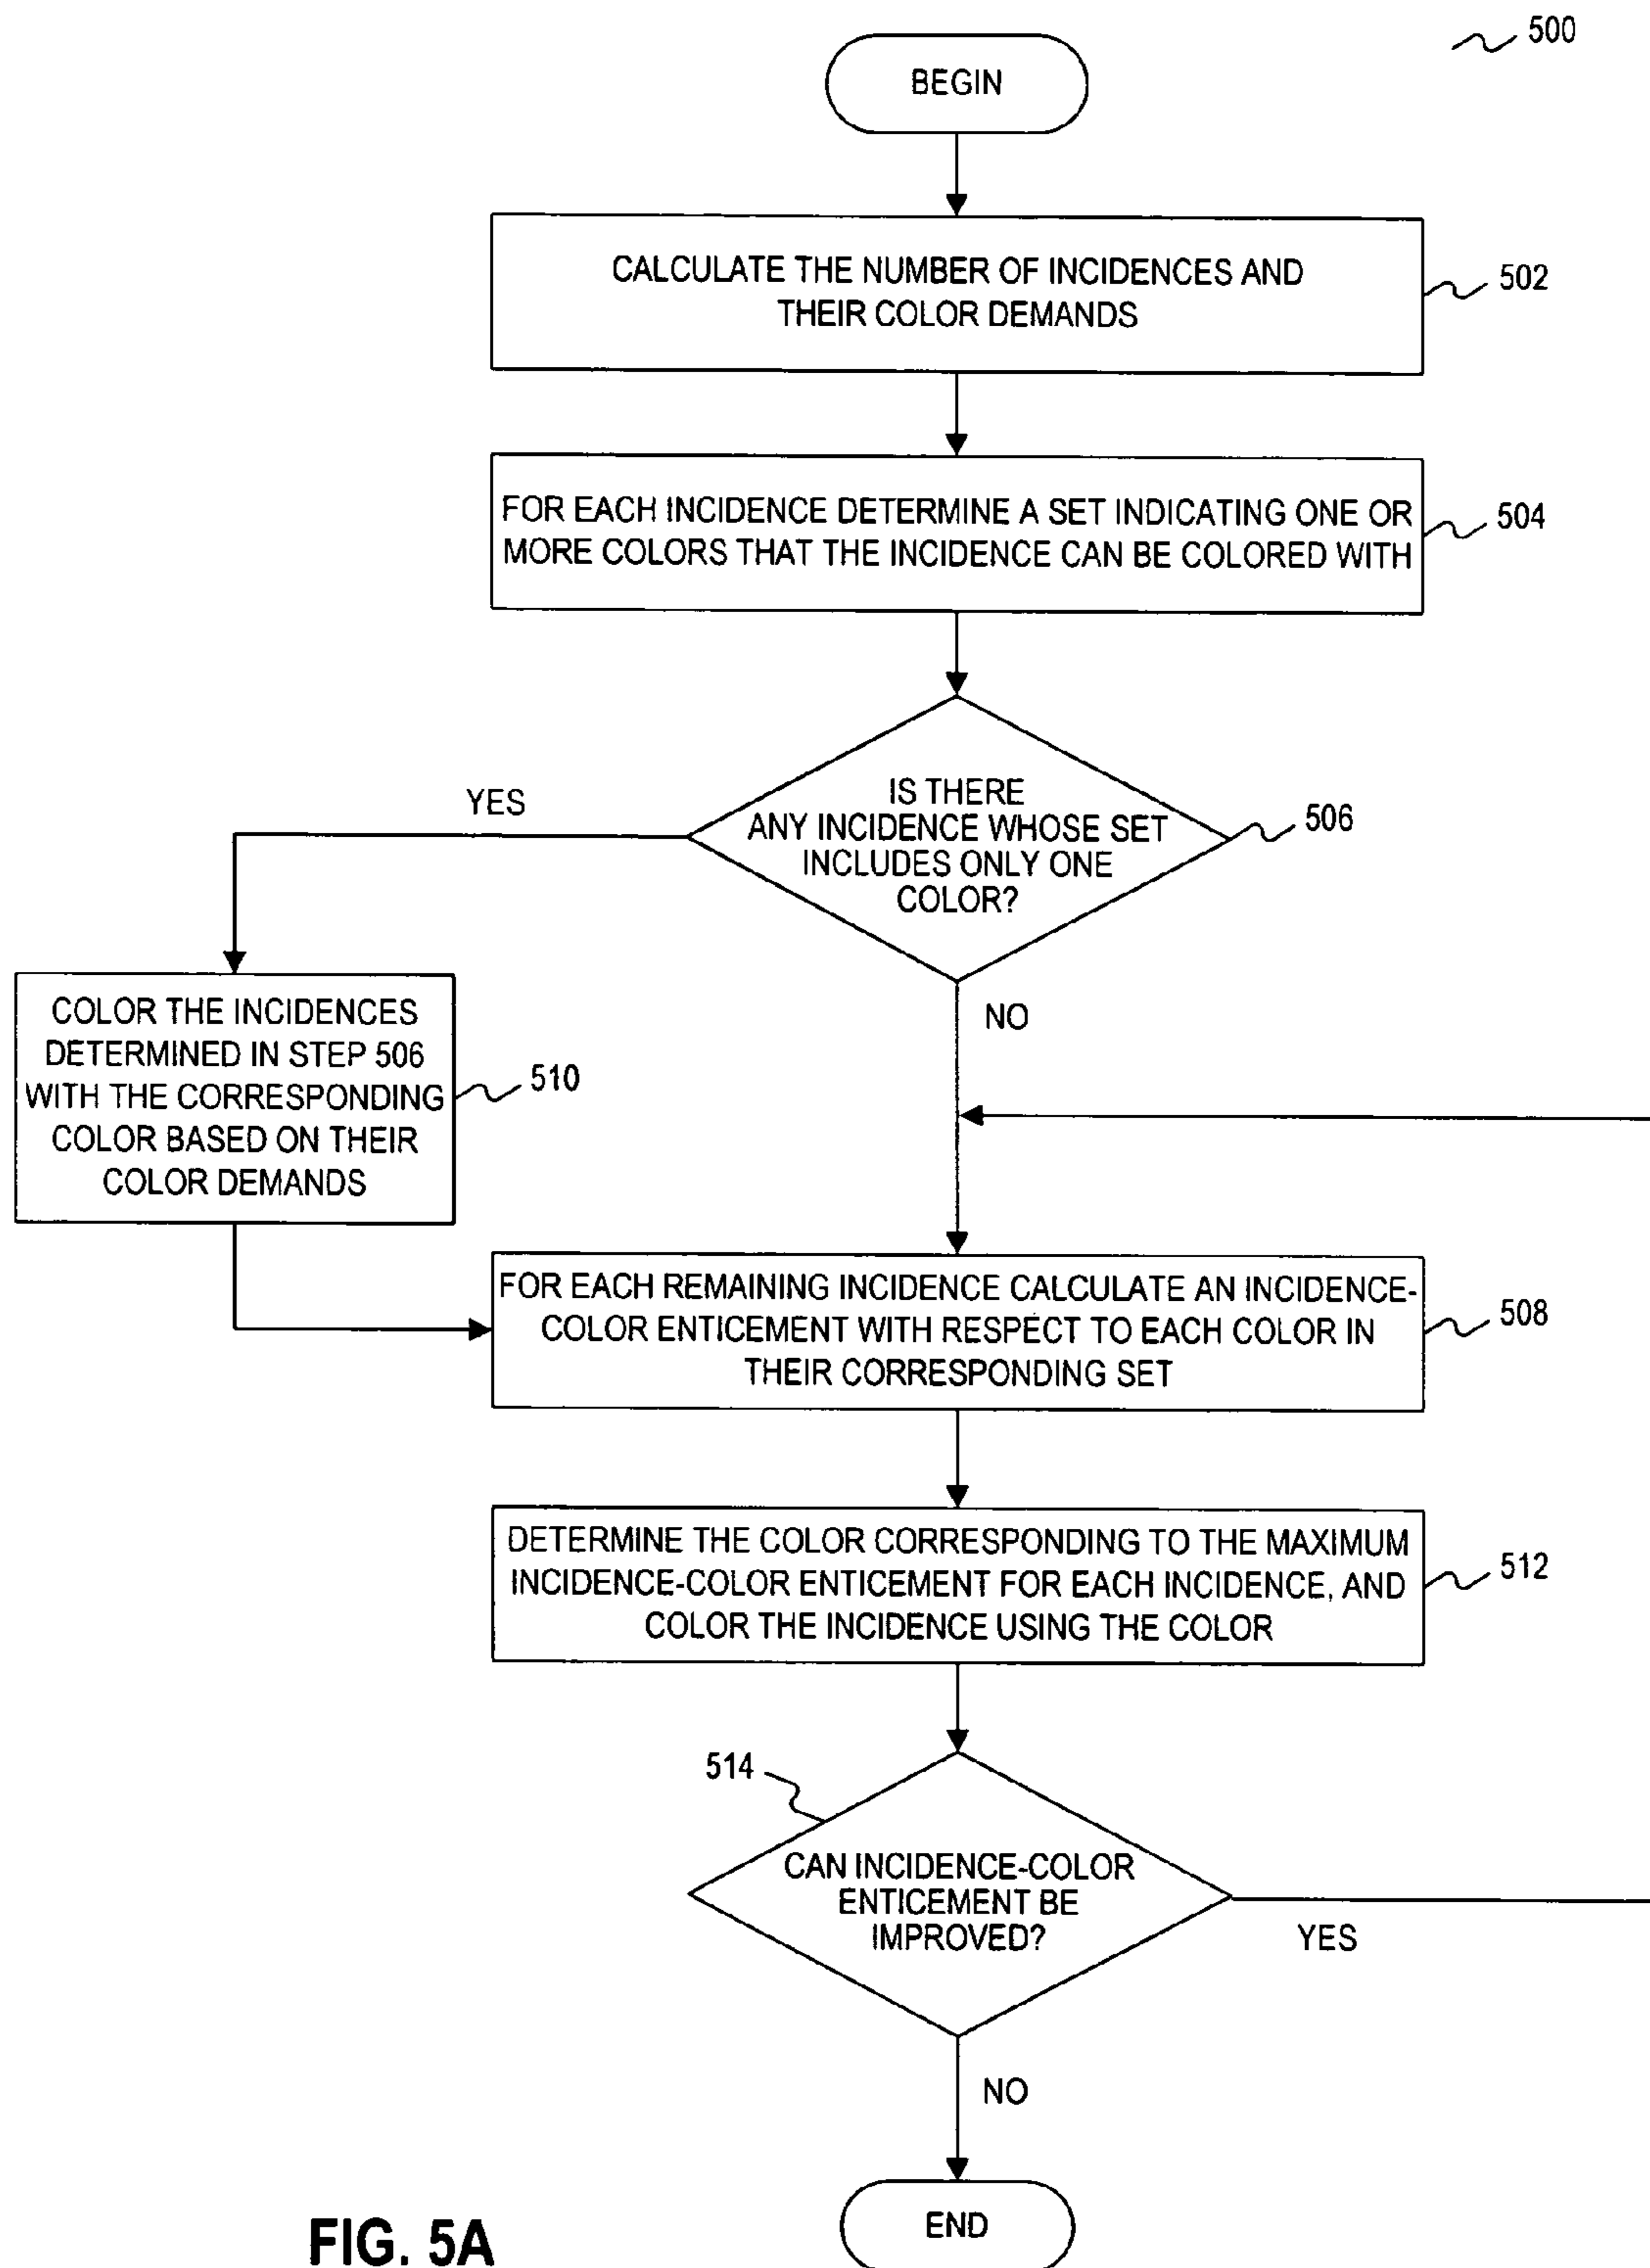 500
BEGIN
CALCULATE THE NUMBER OF INCIDENCES AND
THEIR COLOR DEMANDS
502
FOR EACH INCIDENCE DETERMINE A SET INDICATING ONE OR
MORE COLORS THAT THE INCIDENCE CAN BE COLORED WITH
504
IS THERE
ANY INCIDENCE WHOSE SET
INCLUDES ONLY ONE
COLOR?
506
YES
NO
COLOR THE INCIDENCES
DETERMINED IN STEP 506
WITH THE CORRESPONDING
COLOR BASED ON THEIR
COLOR DEMANDS
510
FOR EACH REMAINING INCIDENCE CALCULATE AN INCIDENCE-
COLOR ENTICEMENT WITH RESPECT TO EACH COLOR IN
THEIR CORRESPONDING SET
508
DETERMINE THE COLOR CORRESPONDING TO THE MAXIMUM
INCIDENCE-COLOR ENTICEMENT FOR EACH INCIDENCE, AND
COLOR THE INCIDENCE USING THE COLOR
512
514
CAN INCIDENCE-COLOR
ENTICEMENT BE
IMPROVED?
YES
NO
END
FIG. 5A